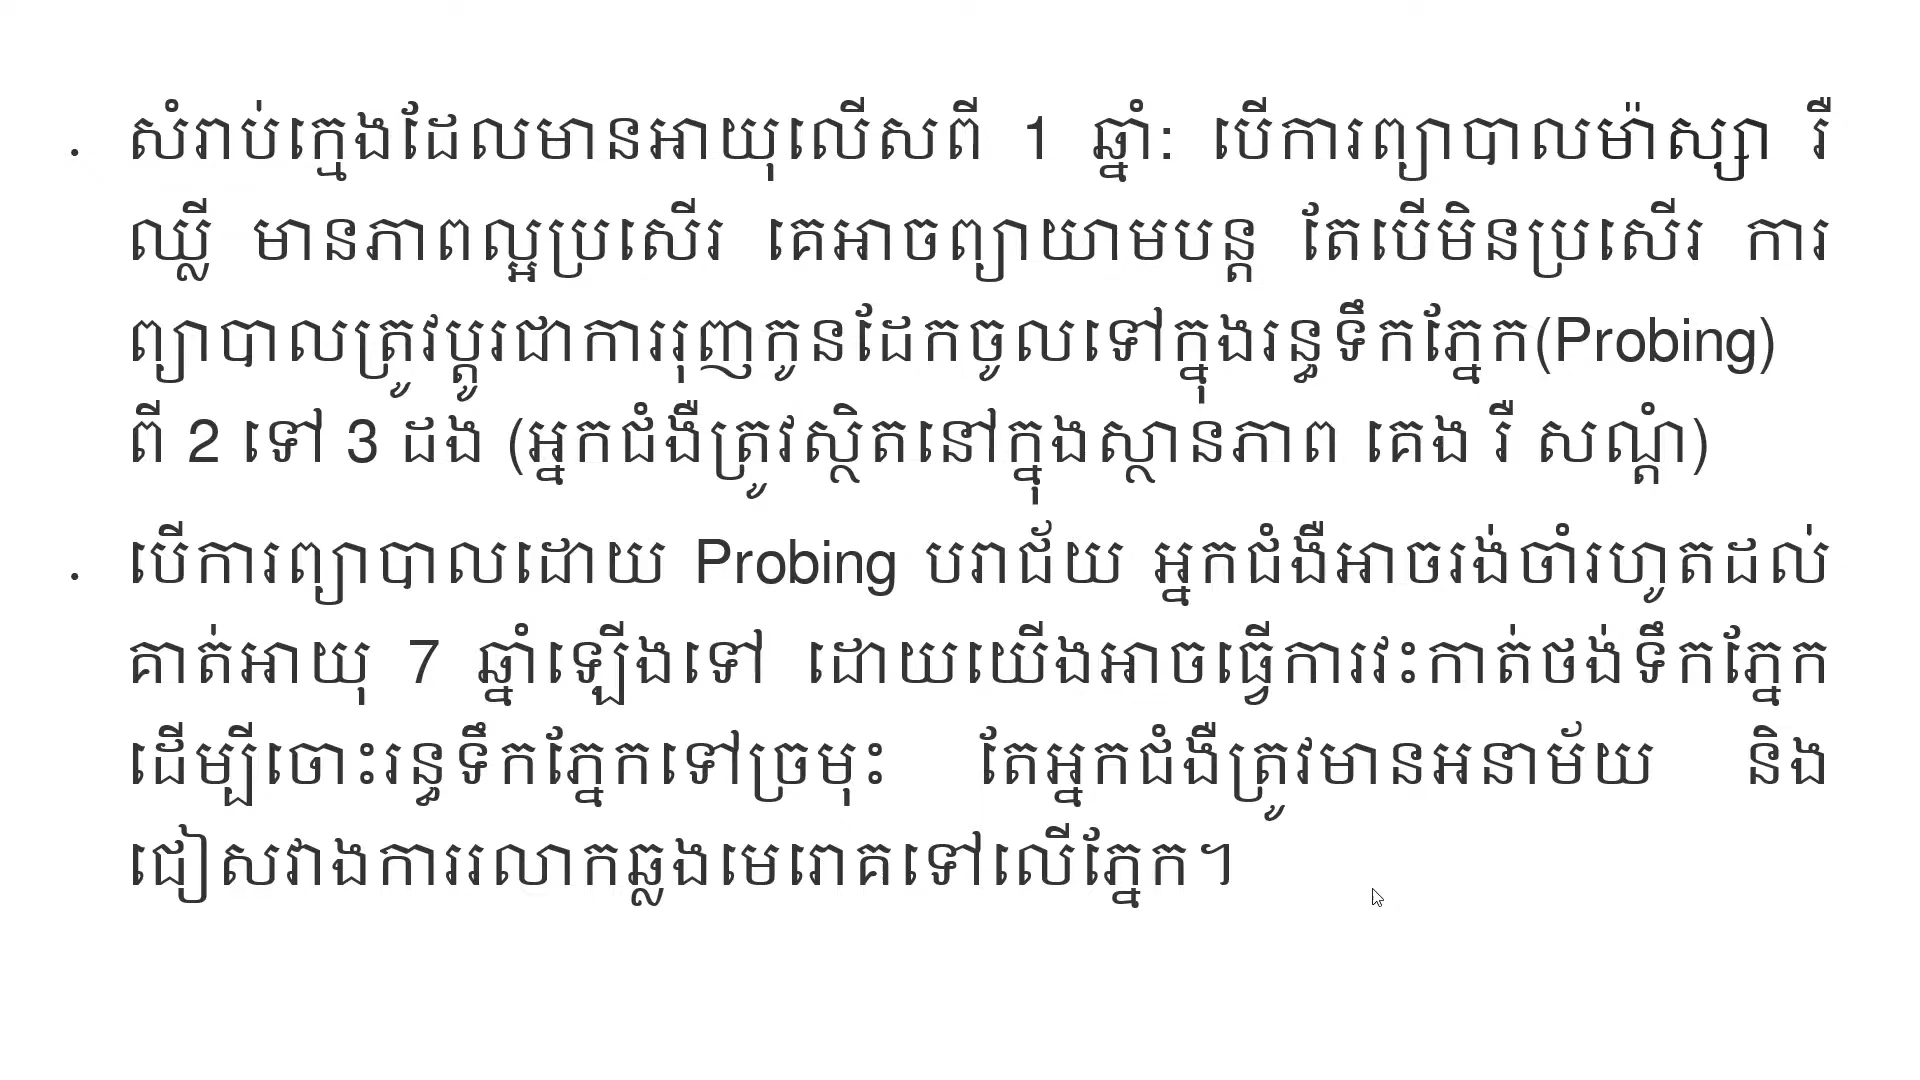 . សំរាប់ក្មេងដែលមានអាយុលើសពី 1 ឆ្នាំ: បើការព្យាបាលម៉ាស្សា រឺ
ឈ្លី មានភាពល្អប្រសើរ គេអាចព្យាយាមបន្ត តែបើមិនប្រសើរ ការ
ព្យាបាលត្រូវប្តូរជាការរុញកូនដែកចូលទៅក្នុងរន្ធទឹកភ្នែក(Probing)
ពី 2 ទៅ 3 ដង (អ្នកជំងឺត្រូវស្ថិតនៅក្នុងស្ថានភាព គេង រឺ សណ្តំ)
. បើការព្យាបាលដោយ Probing បរាជ័យ អ្នកជំងឺអាចរង់ចាំរហូតដល់
គាត់អាយុ 7 ឆ្នាំឡើងទៅ ដោយយើងអាចធ្វើការវះកាត់ថង់ទឹកភ្នែក
ដើម្បីចោះរន្ធទឹកភ្នែកទៅច្រមុះ តែអ្នកជំងឺត្រូវមានអនាម័យ និង
ជៀសវាងការរលាកឆ្លងមេរោគទៅលើភ្នែក។